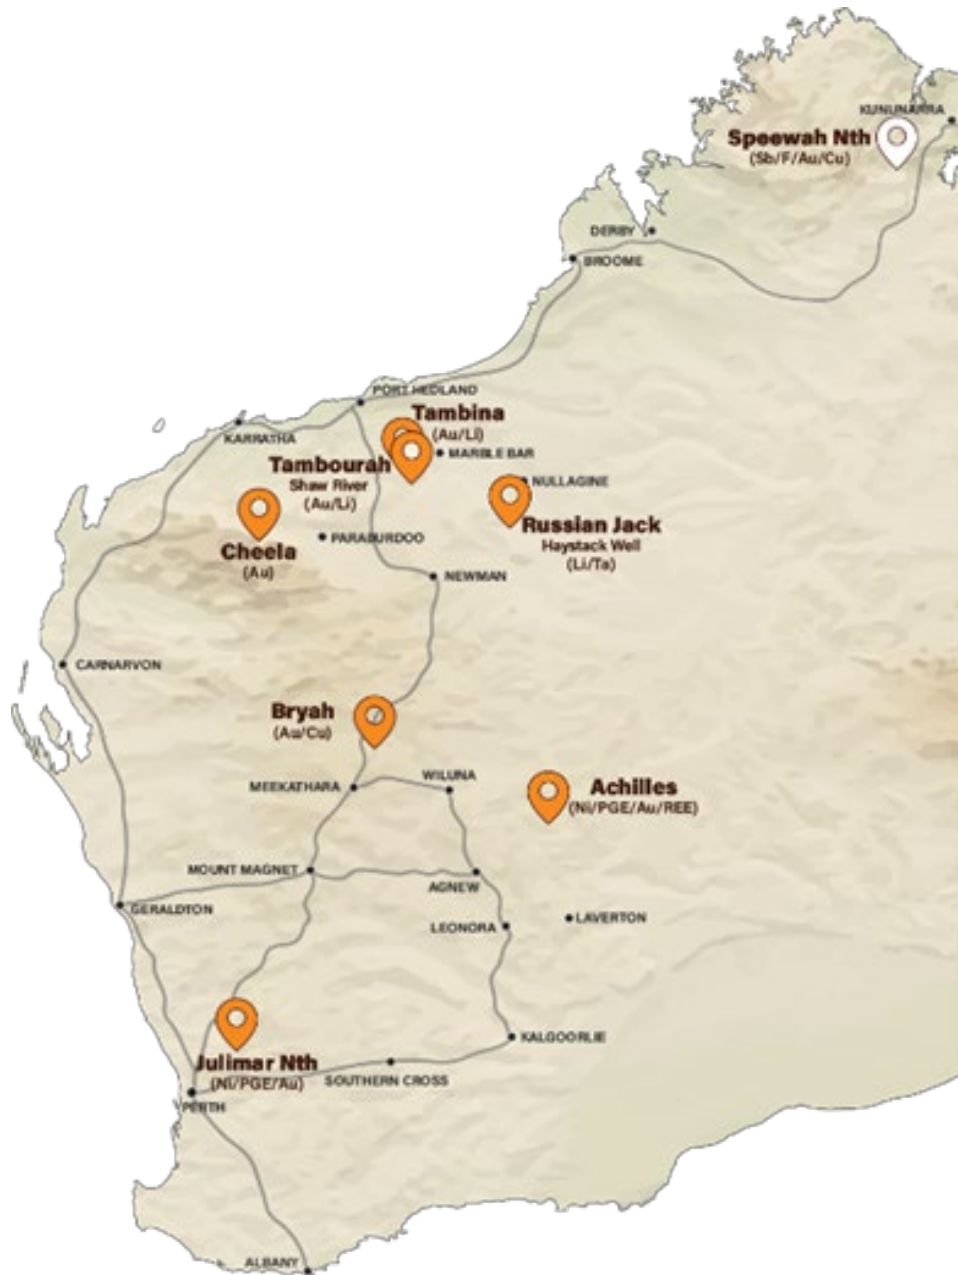 KUNUNARRA
Speewah Nth
(Sb/F/Au/Cu)
DERBY
BROOME
PORT HEDLAND
Tambina
(Au/Li)
KARRATHA
MARBLE BAR
Tambourah
Shaw River
(Au/Li)
NULLAGINE
Russian Jack
Haystack Well
(Li/Ta)
PARABURDOO
Cheela
(Au)
NEWMAN
CARNARVON
Bryah
(Au/Cu)
MEEKATHARA
WILUNA
Achilles
(Ni/PGE/Au/REE)
MOUNT MAGNET
AGNEW
GERALDTON
LEONORA
LAVERTON
KALGOORLIE
Julimar Nth
(Ni/PGE/Au)
SOUTHERN CROSS
PERTH
ALBANY